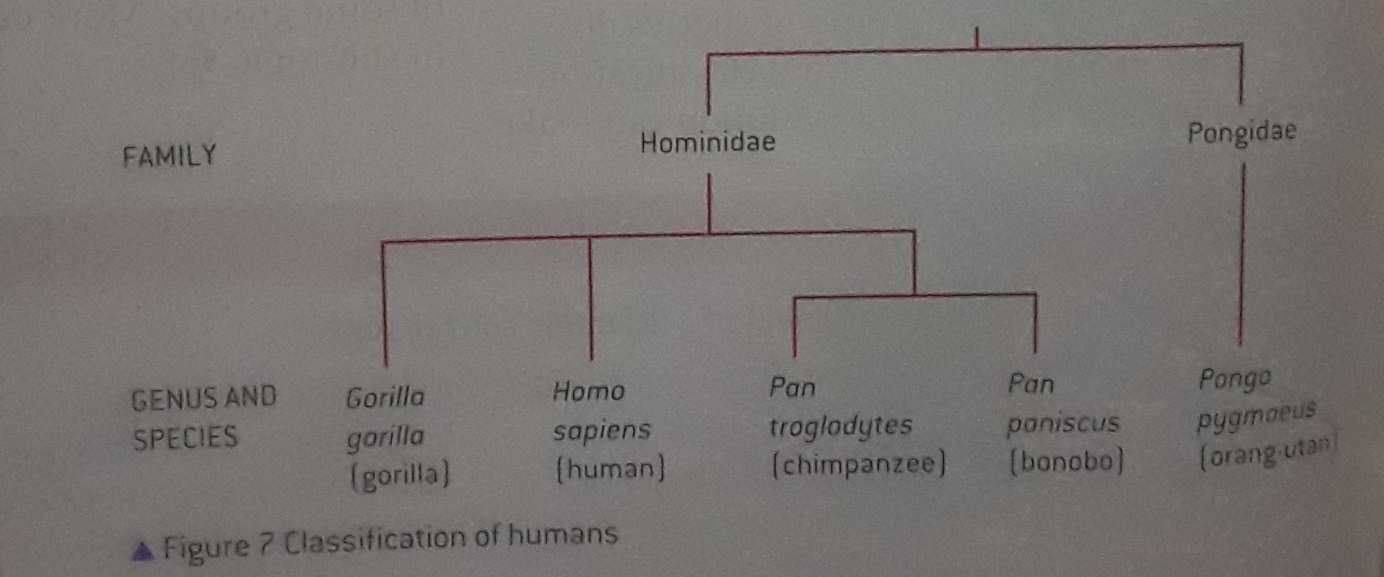 FAMILY
Hominidae
Pongidae
GENUS AND
SPECIES
Gorilla
gorilla
(gorilla)
Homo
sapiens
(human)
Pan
troglodytes
(chimpanzee)
Pan
paniscus
(bonobo)
Pongo
pygmaeus
(orang-utan)
▲ Figure 7 Classification of humans